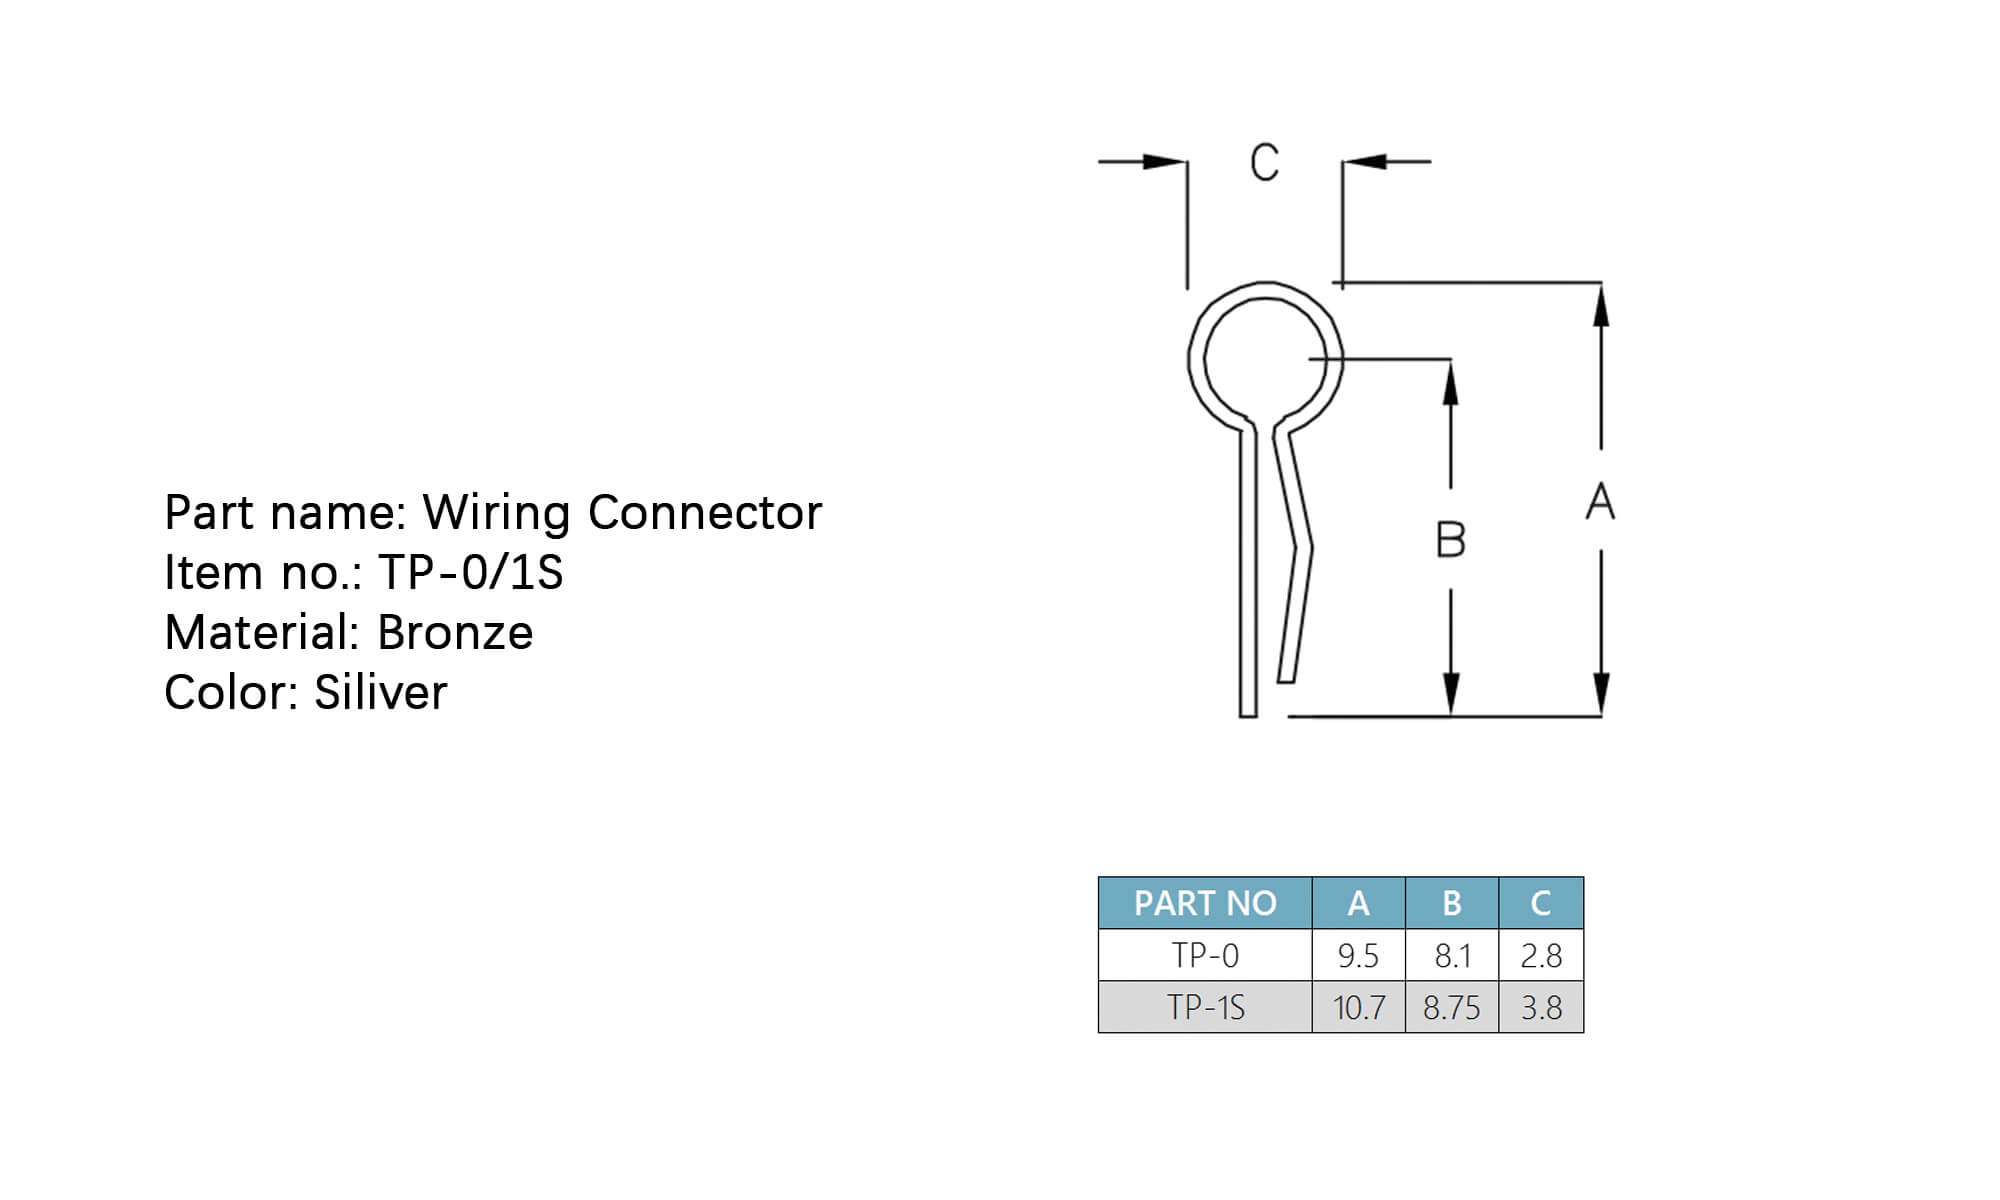 C
A
B
Part name: Wiring Connector
Item no.: TP-0/1S
Material: Bronze
Color: Siliver
PART NO A B C
TP-0 9.5 8.1 2.8
TP-1S 10.7 8.75 3.8